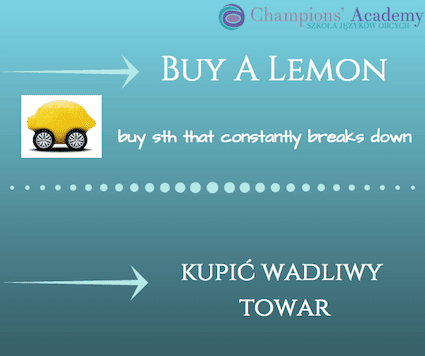 Champions' Academy
SZKOŁA JĘZYKÓW OBCYCH
BUY A LEMON
buy sth that constantly breaks down
KUPIĆ WADLIWY
TOWAR